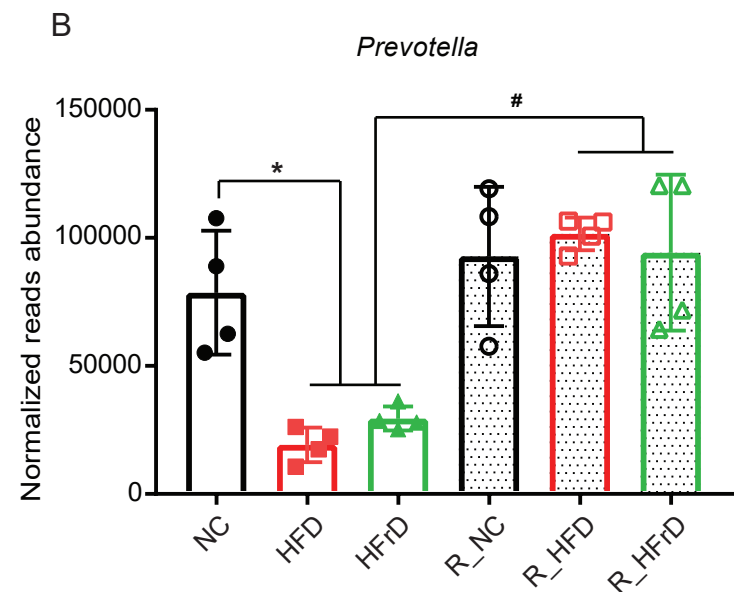 B
Prevotella
Normalized reads abundance
150000
100000
50000
0
*
#
NC
HFD
HFrD
R_NC
R_HFD
R_HFrD